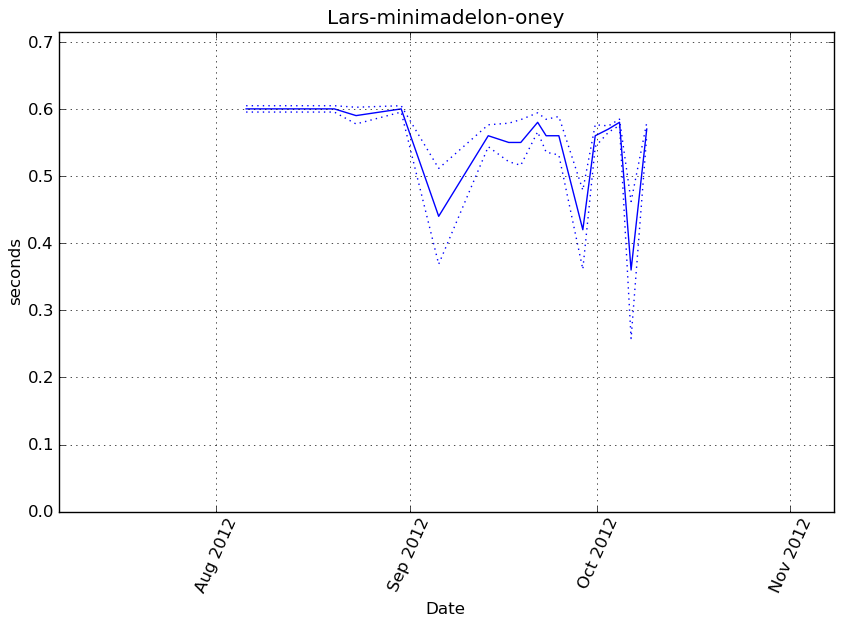 Lars-minimadelon-oney
0.7
0.6
0.5
0.4
0.3
0.2
0.1
0.0
seconds
Aug 2012
Sep 2012
Oct 2012
Nov 2012
Date